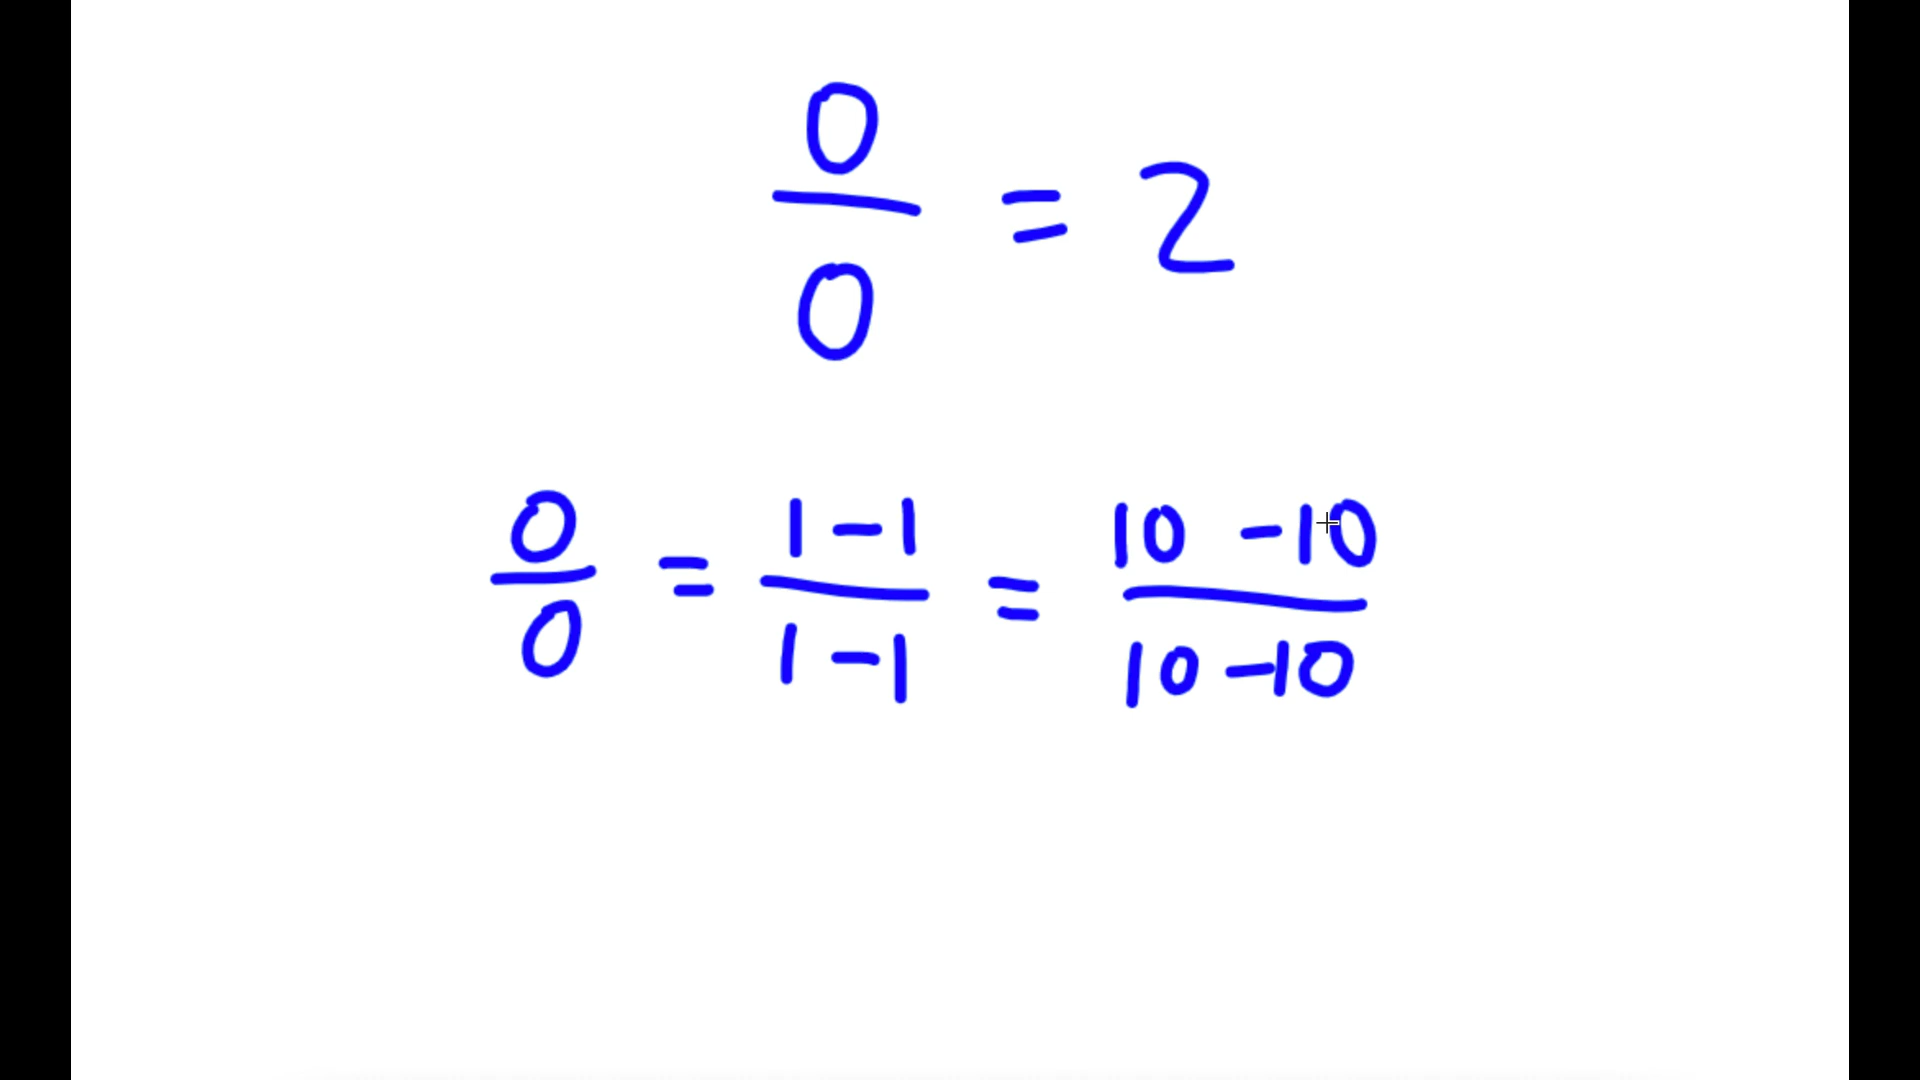 0/0 = 2
0/0 = 1-1/1-1 = 10-10/10-10